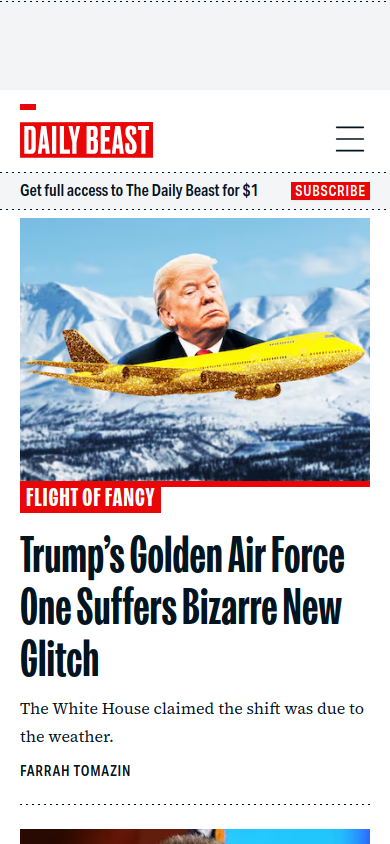 DAILY BEAST
Get full access to The Daily Beast for $1
SUBSCRIBE
FLIGHT OF FANCY
Trump's Golden Air Force
One Suffers Bizarre New
Glitch
The White House claimed the shift was due to
the weather.
FARRAH TOMAZIN